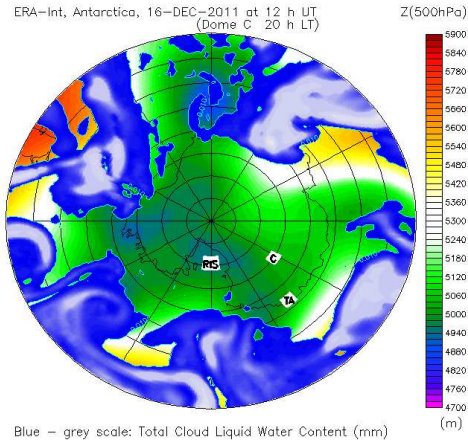 ERA-Int, Antarctica, 16-DEC-2011 at 12 h UT
Z(500hPa)
(Dome C 20 h LT)
5900
5840
5780
5720
5660
5600
5540
5480
5420
5360
5300
5240
5180
5120
5060
5000
4940
4880
4820
4760
4700
(m)
C
RIS
TA
Blue – grey scale: Total Cloud Liquid Water Content (mm)